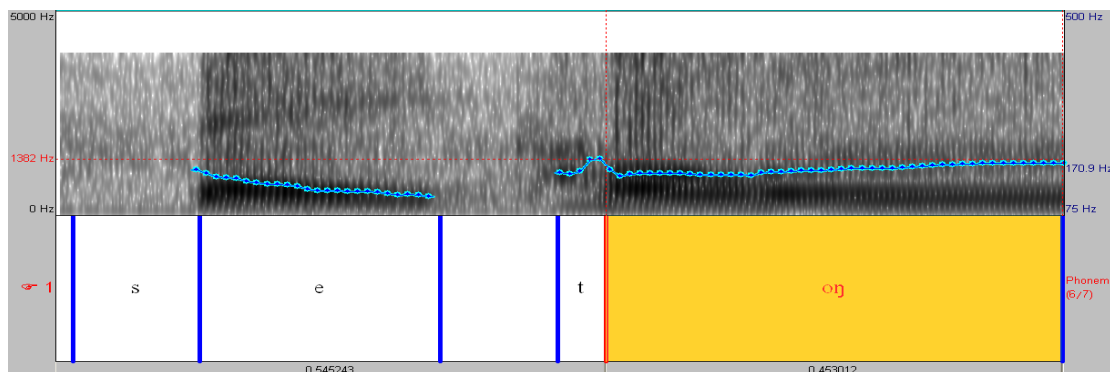 5000 Hz 500 Hz
1382 Hz 170.9 Hz
0 Hz 75 Hz
☞ 1 s e t oŋ Phonem
(6/7)
0.545243 0.453012